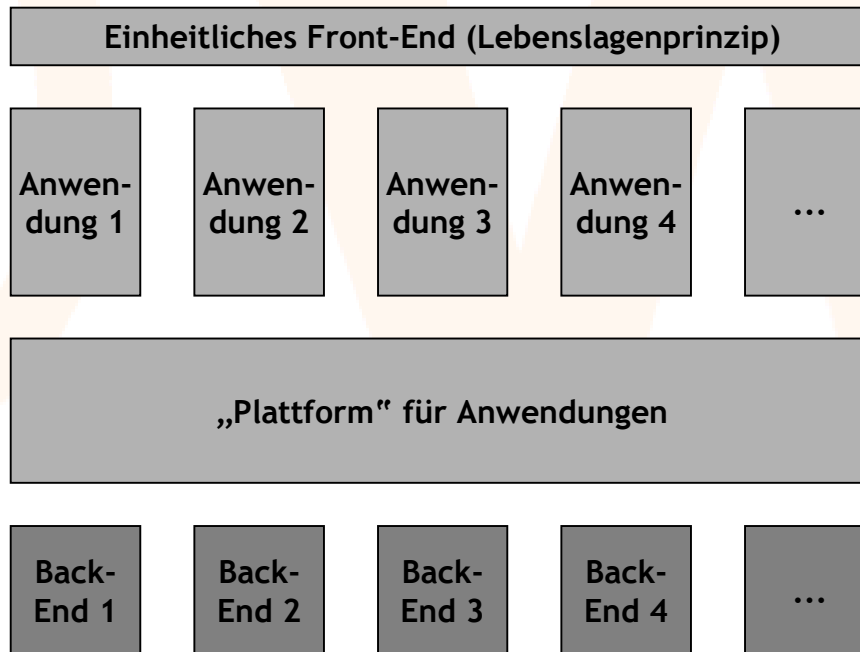 Einheitliches Front-End (Lebenslagenprinzip)
Anwen-
dung 1
Anwen-
dung 2
Anwen-
dung 3
Anwen-
dung 4
...
„Plattform“ für Anwendungen
Back-
End 1
Back-
End 2
Back-
End 3
Back-
End 4
...